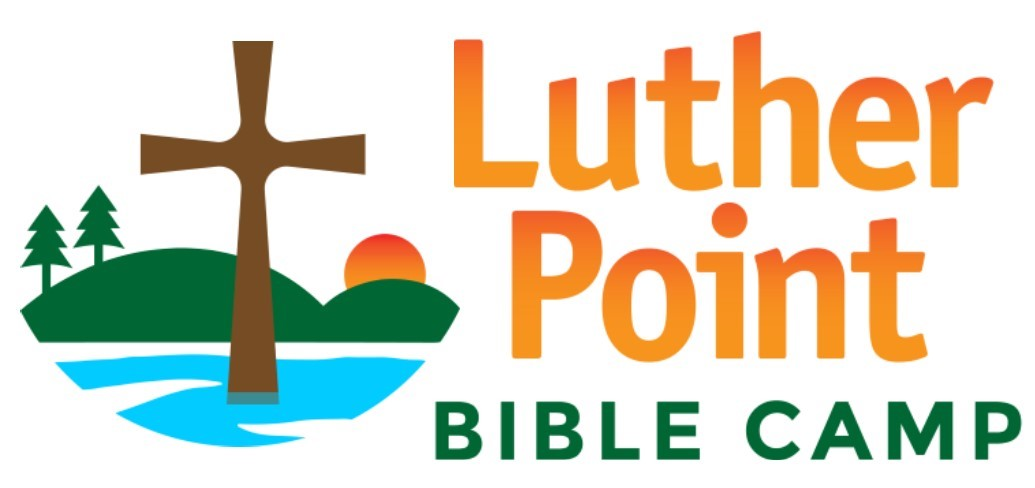 Luther
Point
BIBLE CAMP